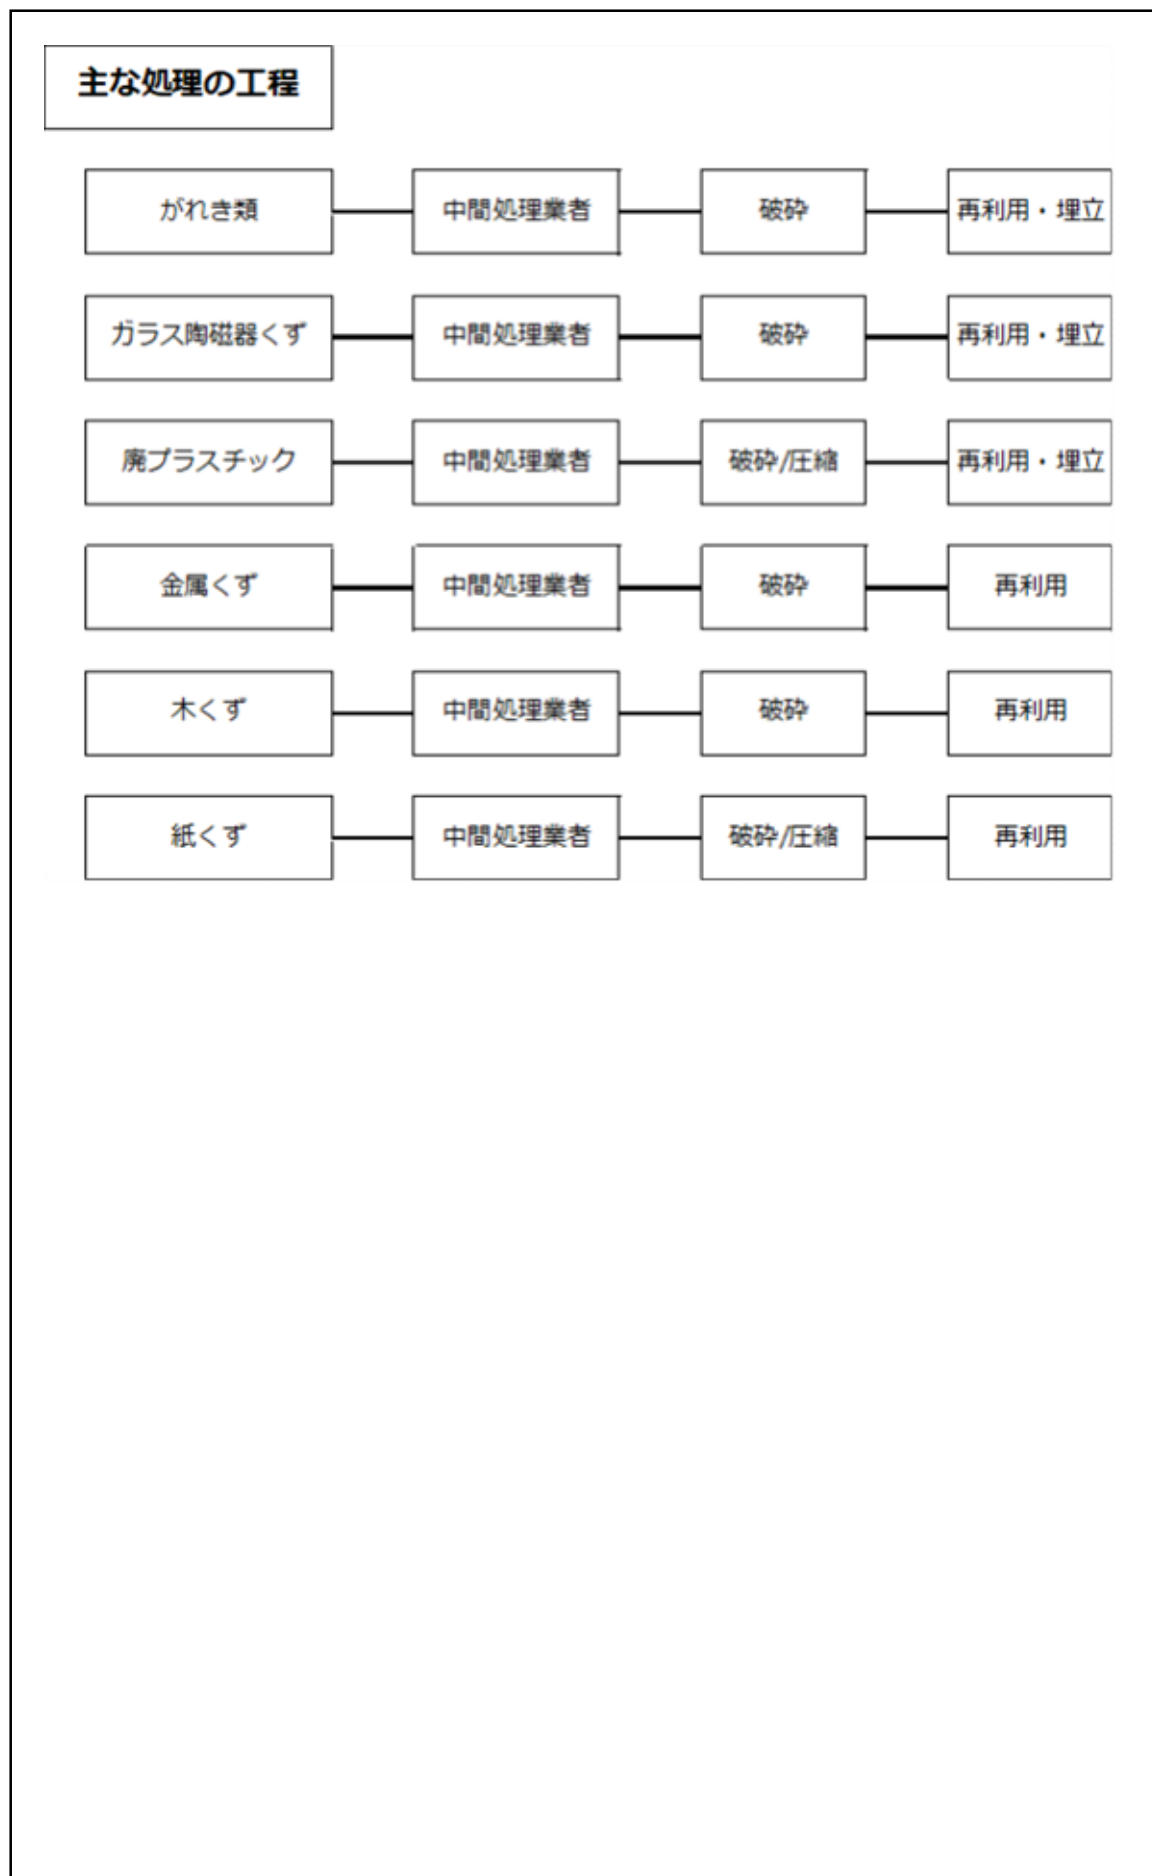 主な処理の工程
がれき類 中間処理業者 破砕 再利用・埋立
ガラス陶磁器くず 中間処理業者 破砕 再利用・埋立
廃プラスチック 中間処理業者 破砕/圧縮 再利用・埋立
金属くず 中間処理業者 破砕 再利用
木くず 中間処理業者 破砕 再利用
紙くず 中間処理業者 破砕/圧縮 再利用